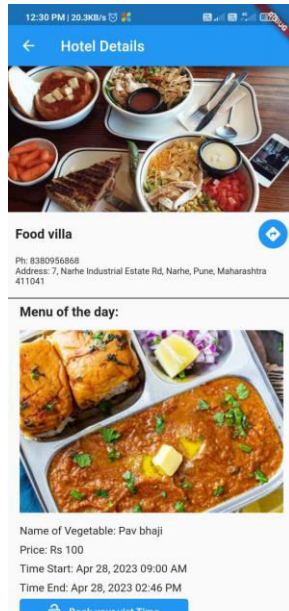 12:30 PM | 20.3KB/s
Hotel Details
Food villa
Ph: 8380956868
Address: 7, Narhe Industrial Estate Rd, Narhe, Pune, Maharashtra
411041
Menu of the day:
Name of Vegetable: Pav bhaji
Price: Rs 100
Time Start: Apr 28, 2023 09:00 AM
Time End: Apr 28, 2023 02:46 PM